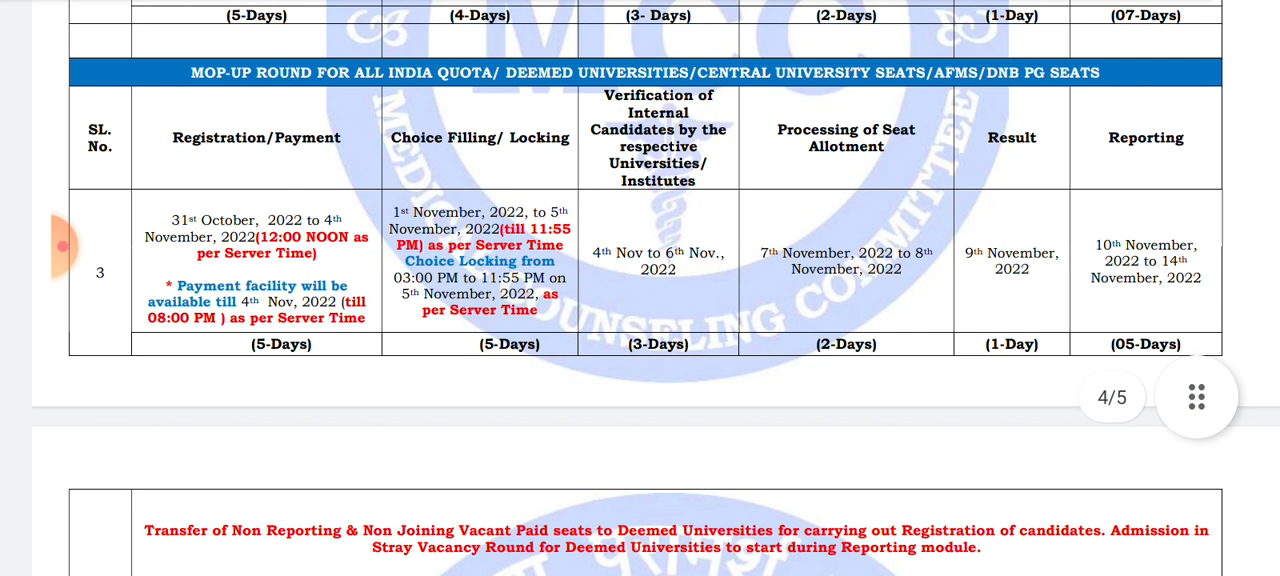 (5-Days) (4-Days) (3- Days) (2-Days) (1-Day) (07-Days)
MCC
MOP-UP ROUND FOR ALL INDIA QUOTA/ DEEMED UNIVERSITIES/CENTRAL UNIVERSITY SEATS/AFMS/DNB PG SEATS
SL.
No.
Registration/Payment
Choice Filling/ Locking
Verification of
Internal
Candidates by the
respective
Universities/
Institutes
Processing of Seat
Allotment
Result
Reporting
3
31st October, 2022 to 4th
November, 2022(12:00 NOON as
per Server Time)
* Payment facility will be
available till 4th Nov, 2022 (till
08:00 PM ) as per Server Time
1st November, 2022, to 5th
November, 2022(till 11:55
PM) as per Server Time
Choice Locking from
03:00 PM to 11:55 PM on
5th November, 2022, as
per Server Time
4th Nov to 6th Nov.,
2022
7th November, 2022 to 8th
November, 2022
9th November,
2022
10th November,
2022 to 14th
November, 2022
(5-Days) (5-Days) (3-Days) (2-Days) (1-Day) (05-Days)
MEDICAL COUNSELING COMMITTEE
4/5
Transfer of Non Reporting & Non Joining Vacant Paid seats to Deemed Universities for carrying out Registration of candidates. Admission in
Stray Vacancy Round for Deemed Universities to start during Reporting module.